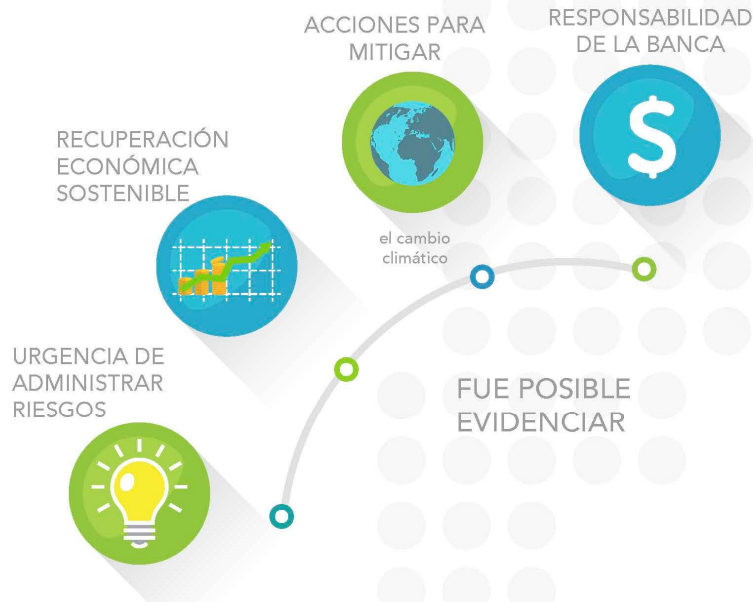 ACCIONES PARA
MITIGAR
el cambio
climático
RESPONSABILIDAD
DE LA BANCA
$
RECUPERACIÓN
ECONÓMICA
SOSTENIBLE
URGENCIA DE
ADMINISTRAR
RIESGOS
FUE POSIBLE
EVIDENCIAR